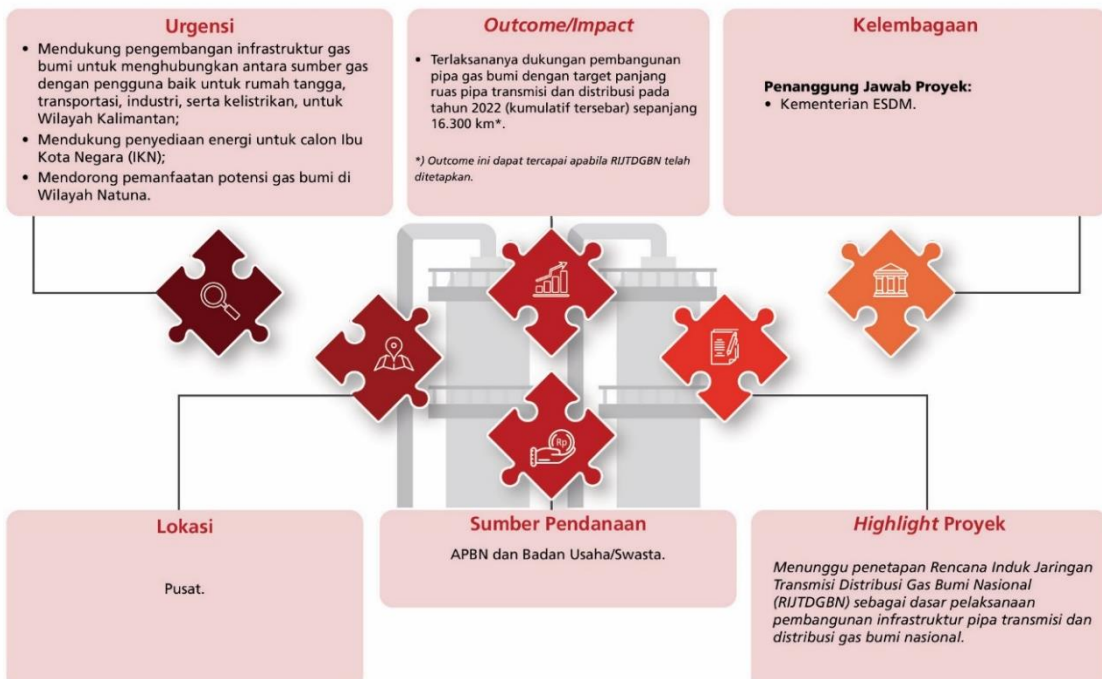 Urgensi
• Mendukung pengembangan infrastruktur gas
bumi untuk menghubungkan antara sumber gas
dengan pengguna baik untuk rumah tangga,
transportasi, industri, serta kelistrikan, untuk
Wilayah Kalimantan;
• Mendukung penyediaan energi untuk calon Ibu
Kota Negara (IKN);
• Mendorong pemanfaatan potensi gas bumi di
Wilayah Natuna.
Outcome/Impact
• Terlaksananya dukungan pembangunan
pipa gas bumi dengan target panjang
ruas pipa transmisi dan distribusi pada
tahun 2022 (kumulatif tersebar) sepanjang
16.300 km*.
*) Outcome ini dapat tercapai apabila RIJTDGBN telah
ditetapkan.
Kelembagaan
Penanggung Jawab Proyek:
• Kementerian ESDM.
Rp
Lokasi
Pusat.
Sumber Pendanaan
APBN dan Badan Usaha/Swasta.
Highlight Proyek
Menunggu penetapan Rencana Induk Jaringan
Transmisi Distribusi Gas Bumi Nasional
(RIJTDGBN) sebagai dasar pelaksanaan
pembangunan infrastruktur pipa transmisi dan
distribusi gas bumi nasional.